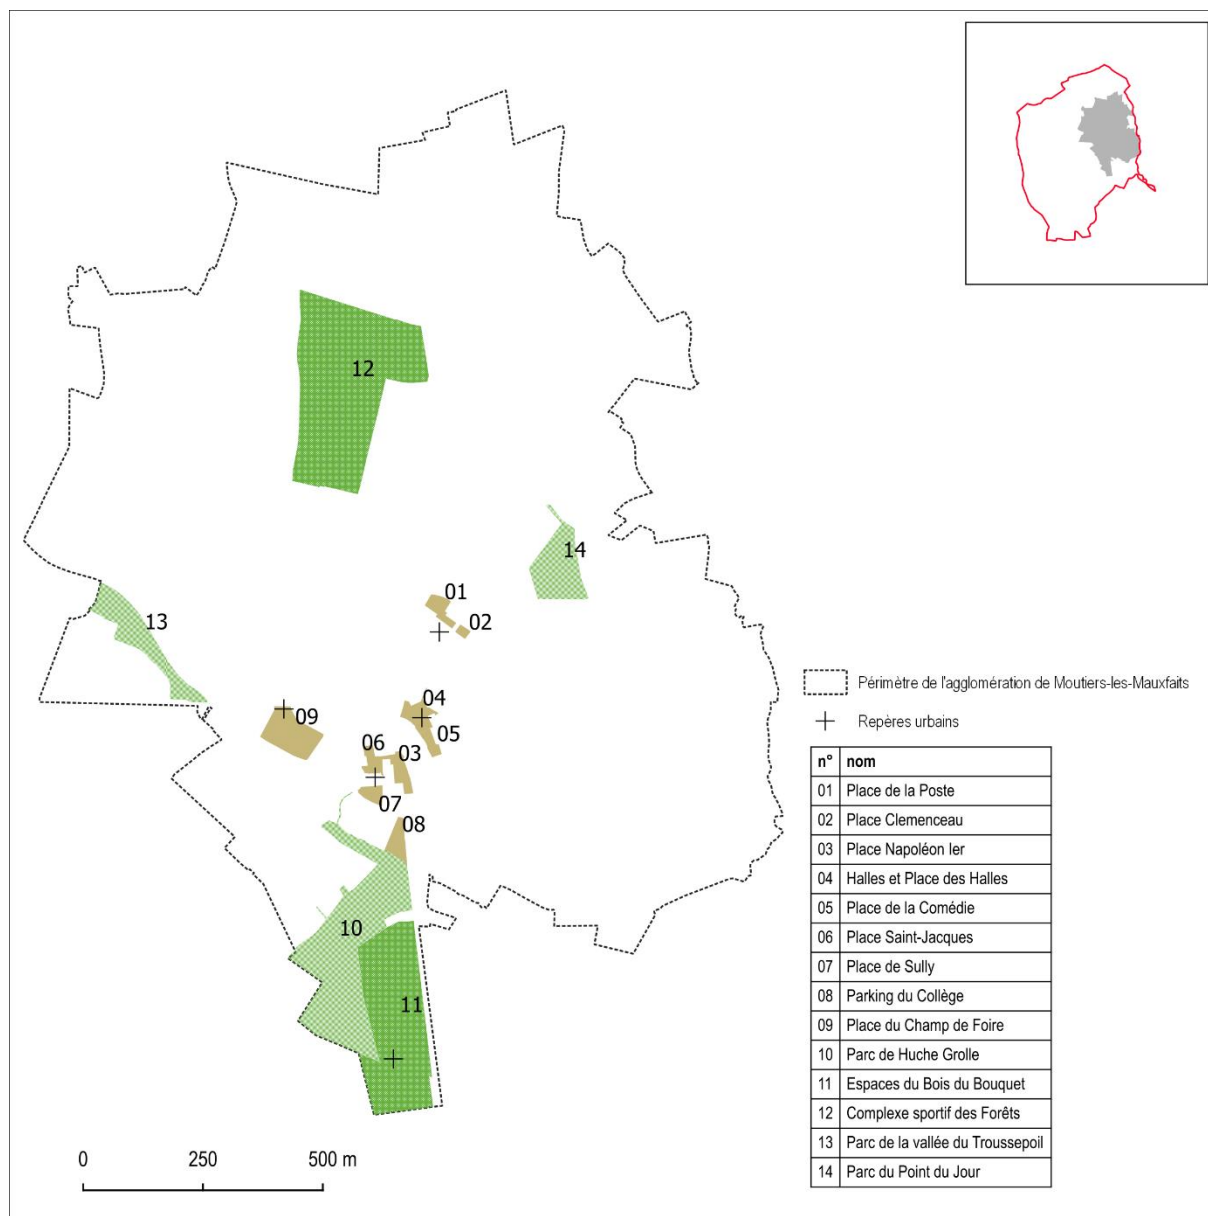 12
14
01
02
13
04
09
05
06
03
07
08
10
11
0 250 500 m
Périmètre de l'agglomération de Moutiers-les-Mauxfaits
Repères urbains
n° nom
01 Place de la Poste
02 Place Clemenceau
03 Place Napoléon Ier
04 Halles et Place des Halles
05 Place de la Comédie
06 Place Saint-Jacques
07 Place de Sully
08 Parking du Collège
09 Place du Champ de Foire
10 Parc de Huche Grolle
11 Espaces du Bois du Bouquet
12 Complexe sportif des Forêts
13 Parc de la vallée du Troussepoil
14 Parc du Point du Jour